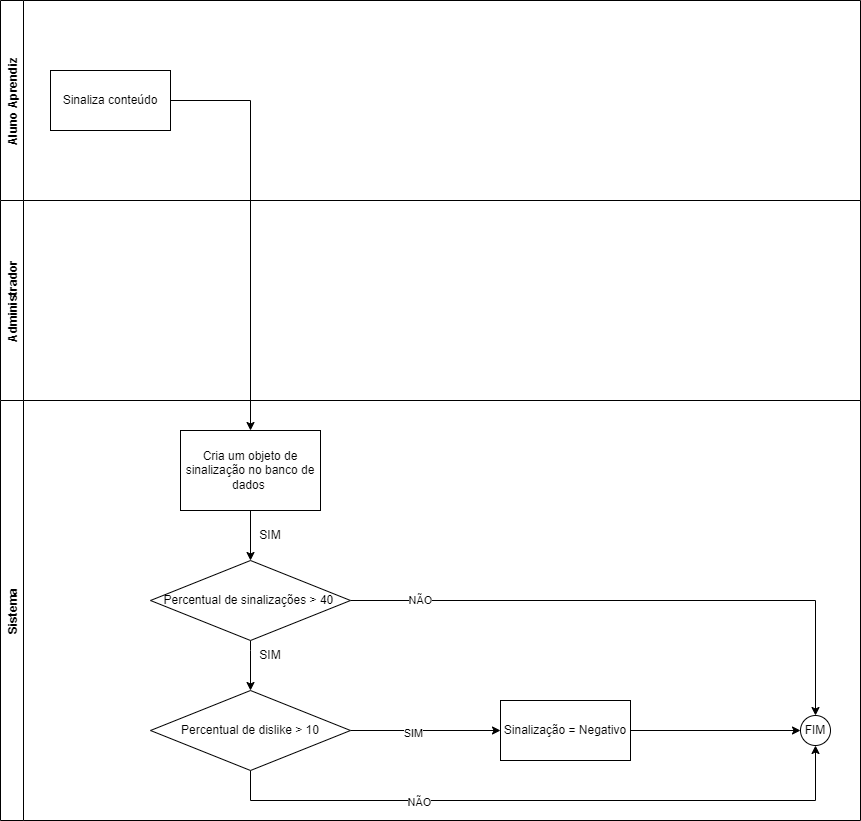 Aluno Aprendiz
Sinaliza conteúdo
Administrador
Sistema
Cria um objeto de
sinalização no banco de
dados
SIM
Percentual de sinalizações > 40
NÃO
SIM
Percentual de dislike > 10
SIM
Sinalização = Negativo
FIM
NÃO